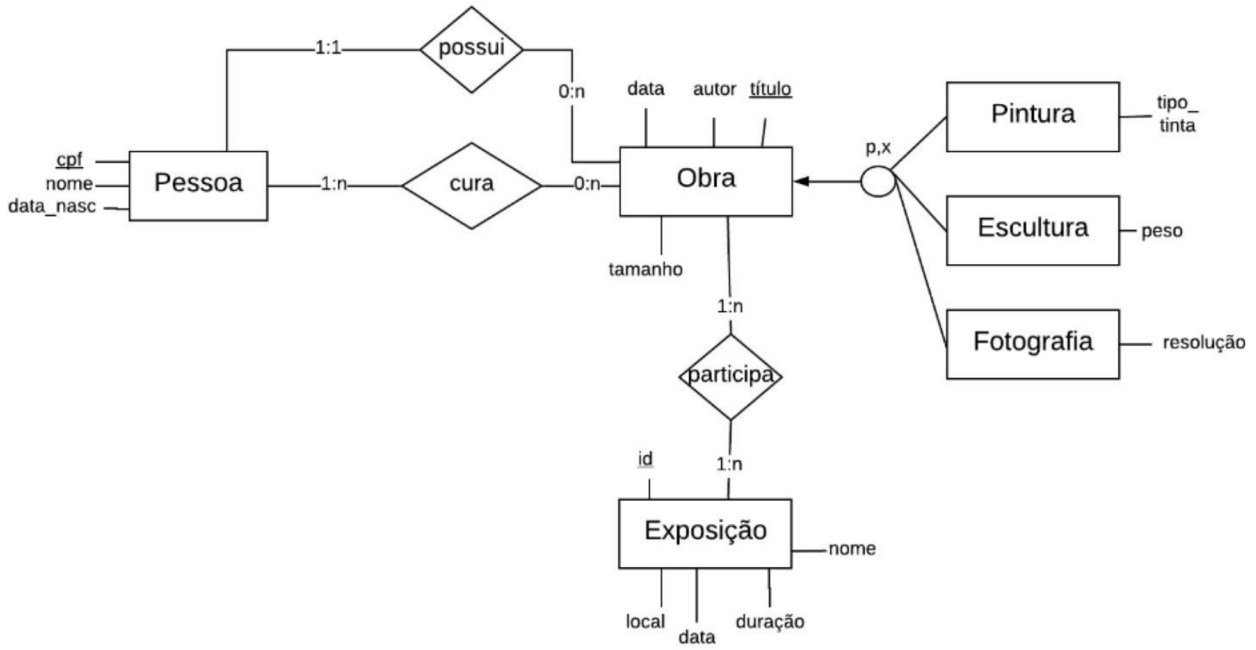 1:1
possui
0:n
data
autor
título
Pintura
tipo_
tinta
p,x
cpf
nome
data_nasc
Pessoa
1:n
cura
0:n
Obra
Escultura
peso
tamanho
1:n
Fotografia
resolução
participa
id
1:n
Exposição
nome
local
data
duração